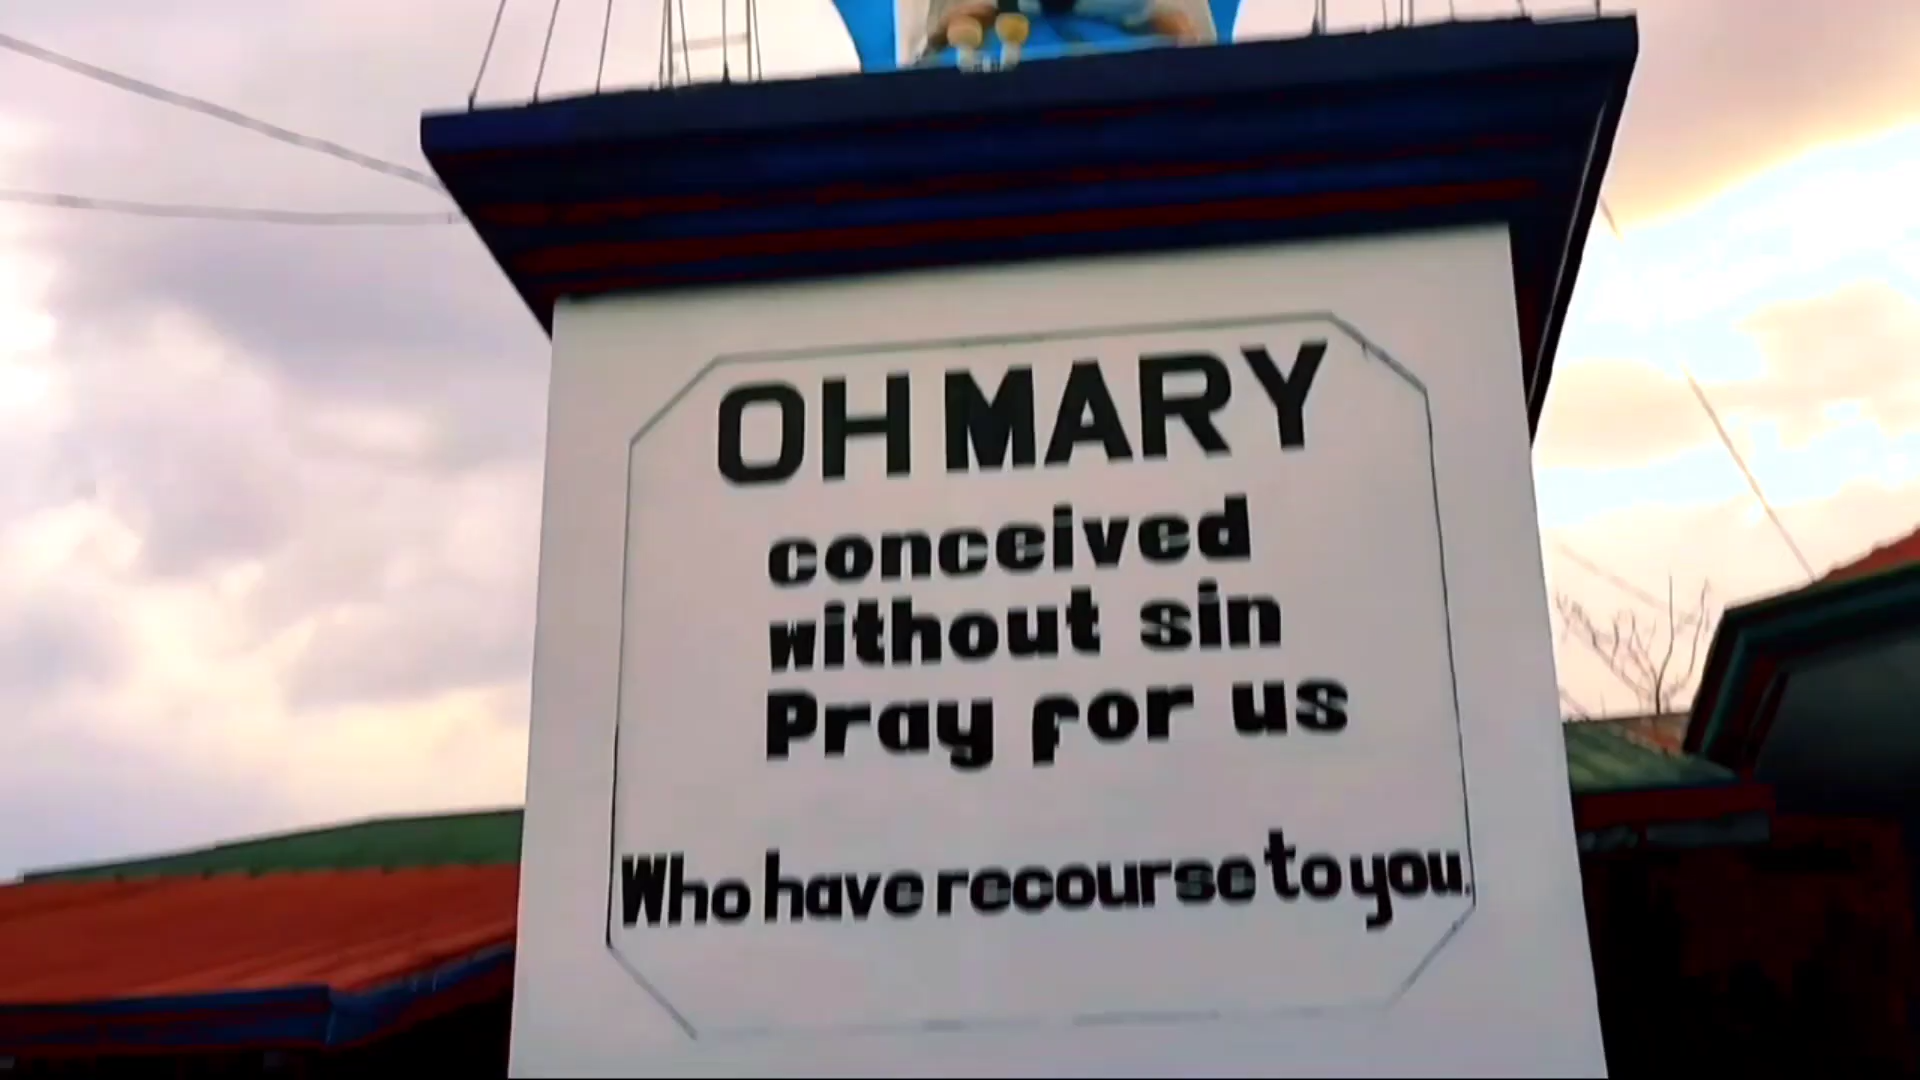 OH MARY
conceived
without sin
Pray for us
Who have recourse to you.